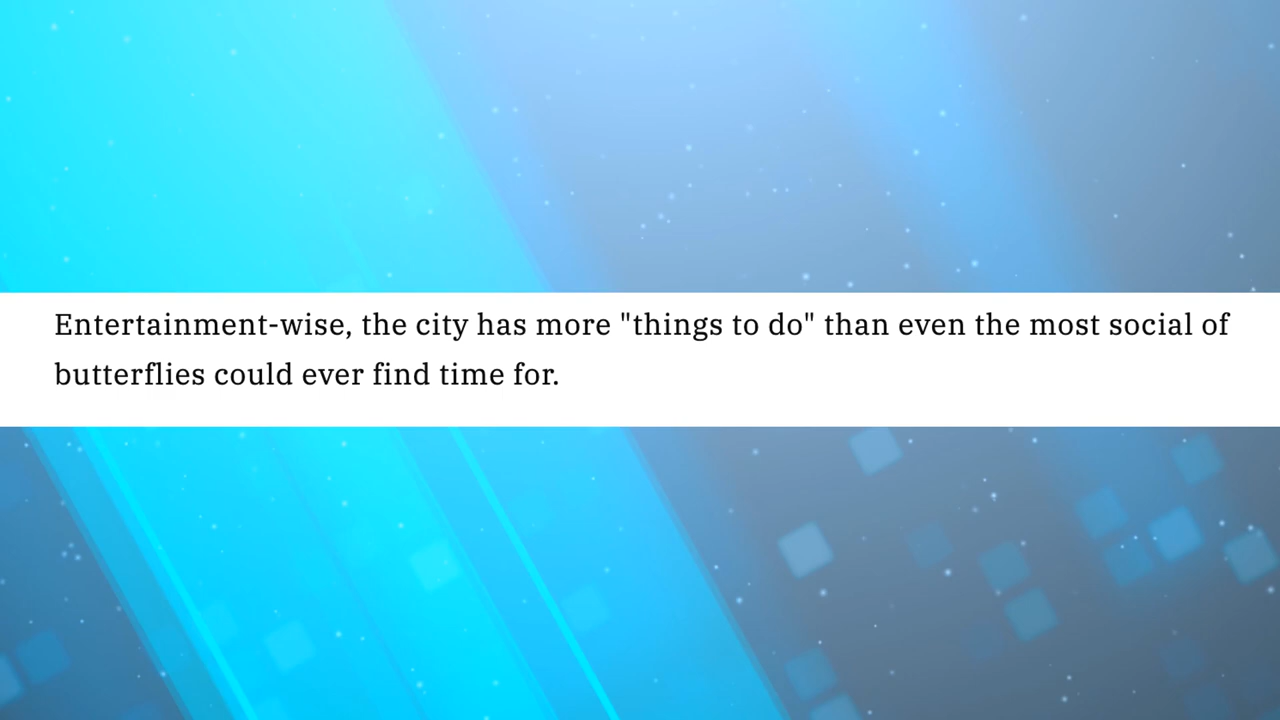 Entertainment-wise, the city has more "things to do" than even the most social of
butterflies could ever find time for.